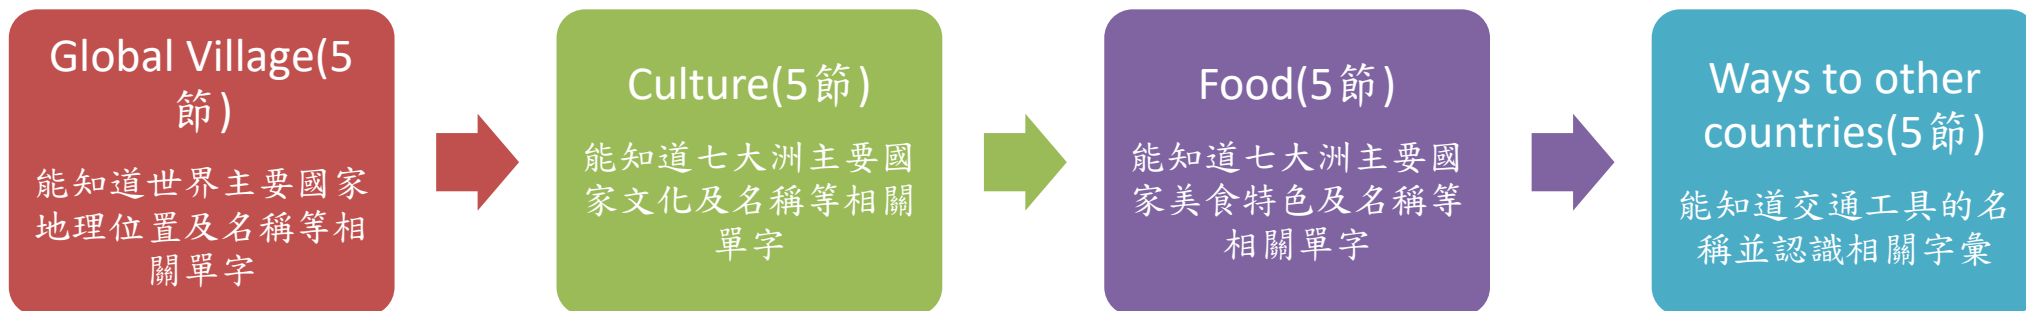 Global Village(5
節)
能知道世界主要國家
地理位置及名稱等相
關單字
Culture(5節)
能知道七大洲主要國
家文化及名稱等相關
單字
Food(5節)
能知道七大洲主要國
家美食特色及名稱等
相關單字
Ways to other
countries(5節)
能知道交通工具的名
稱並認識相關字彙